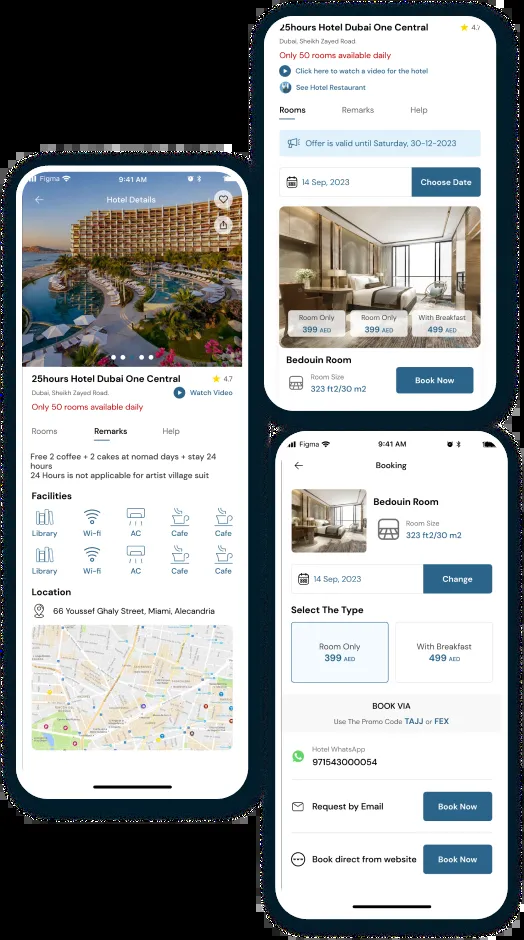 25hours Hotel Dubai One Central
4.7
Dubai, Sheikh Zayed Road.
Only 50 rooms available daily
Click here to watch a video for the hotel
See Hotel Restaurant
Rooms Remarks Help
Offer is valid until Saturday, 30-12-2023
14 Sep, 2023
Choose Date
Room Only Room Only With Breakfast
399 AED 399 AED 499 AED
Bedouin Room
Room Size
323 ft2/30 m2
Book Now
Figma 9:41 AM
Hotel Details
25hours Hotel Dubai One Central
4.7
Dubai, Sheikh Zayed Road.
Watch Video
Only 50 rooms available daily
Rooms Remarks Help
Free 2 coffee + 2 cakes at nomad days + stay 24
hours
24 Hours is not applicable for artist village suit
Facilities
Library Wi-fi AC Cafe Cafe
Library Wi-fi AC Cafe Cafe
Location
66 Youssef Ghaly Street, Miami, Alecandria
Figma 9:41 AM
Booking
Bedouin Room
Room Size
323 ft2/30 m2
14 Sep, 2023
Change
Select The Type
Room Only With Breakfast
399 AED 499 AED
BOOK VIA
Use The Promo Code TAJJ or FEX
Hotel WhatsApp
971543000054
Request by Email
Book Now
Book direct from website
Book Now